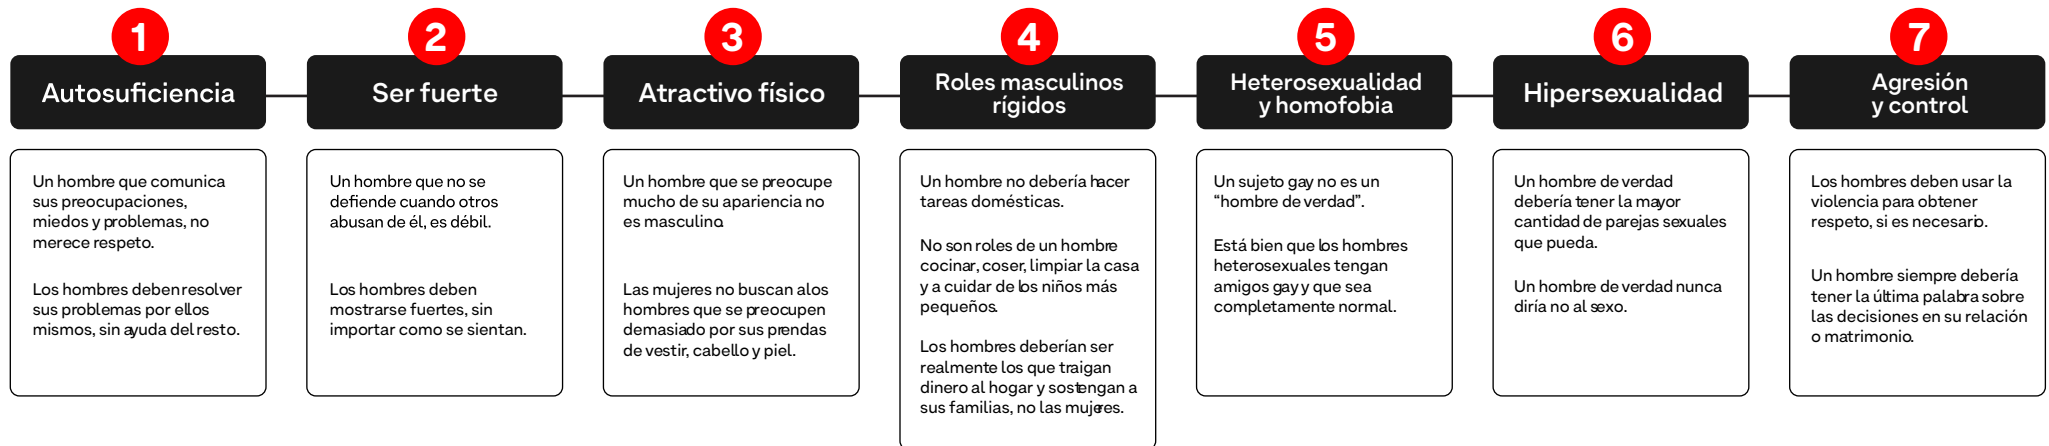 1
Autosuficiencia
Un hombre que comunica
sus preocupaciones,
miedos y problemas, no
merece respeto.
Los hombres deben resolver
sus problemas por ellos
mismos, sin ayuda del resto.
2
Ser fuerte
Un hombre que no se
defiende cuando otros
abusan de él, es débil.
Los hombres deben
mostrarse fuertes, sin
importar como se sientan.
3
Atractivo físico
Un hombre que se preocupe
mucho de su apariencia no
es masculino.
Las mujeres no buscan a los
hombres que se preocupen
demasiado por sus prendas
de vestir, cabello y piel.
4
Roles masculinos
rígidos
Un hombre no debería hacer
tareas domésticas.
No son roles de un hombre
cocinar, coser, limpiar la casa
y a cuidar de los niños más
pequeños.
Los hombres deberían ser
realmente los que traigan
dinero al hogar y sostengan a
sus familias, no las mujeres.
5
Heterosexualidad
y homofobia
Un sujeto gay no es un
“hombre de verdad”.
Está bien que los hombres
heterosexuales tengan
amigos gay y que sea
completamente normal.
6
Hipersexualidad
Un hombre de verdad
debería tener la mayor
cantidad de parejas sexuales
que pueda.
Un hombre de verdad nunca
diría no al sexo.
7
Agresión
y control
Los hombres deben usar la
violencia para obtener
respeto, si es necesario.
Un hombre siempre debería
tener la última palabra sobre
las decisiones en su relación
o matrimonio.